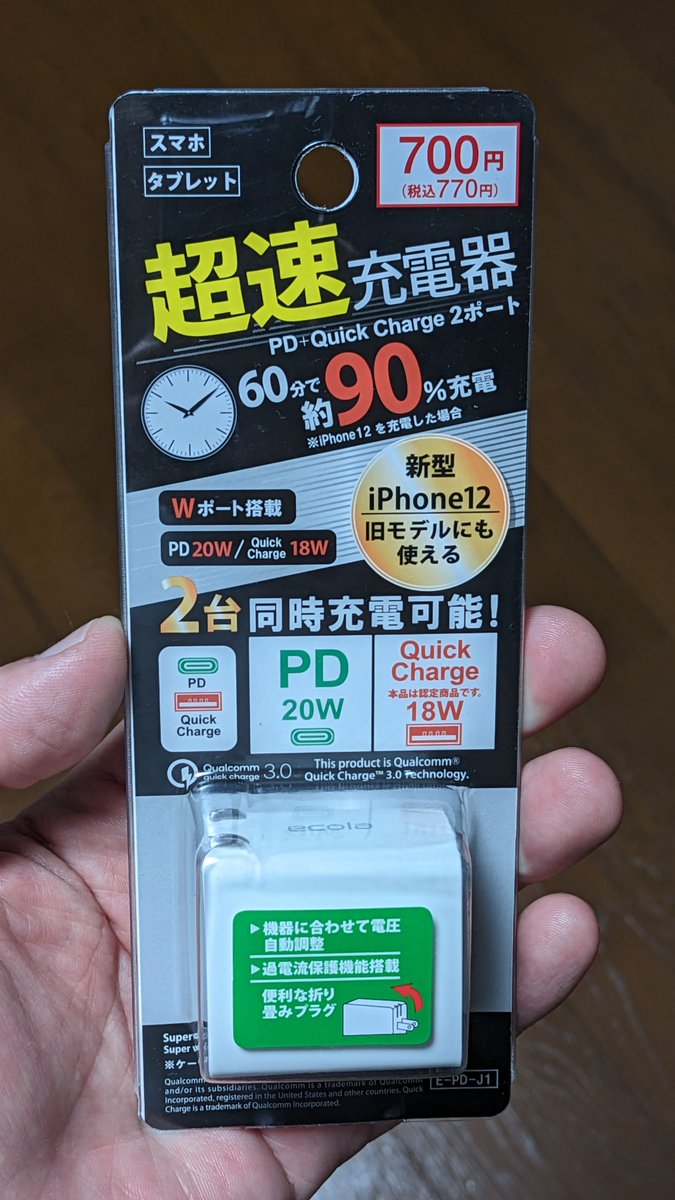 スマホ
タブレット
700円
(税込770円)
超速充電器
PD+Quick Charge 2ポート
60分で約90%充電
※iPhone12 を充電した場合
新型
iPhone12
旧モデルにも
使える
Wポート搭載
PD 20W / Quick Charge 18W
2台同時充電可能!
PD
Quick
Charge
PD
20W
Quick
Charge
本品は認定商品です。
18W
Qualcomm
quick charge 3.0
This product is Qualcomm®
Quick Charge™ 3.0 Technology.
ecola
▶機器に合わせて電圧
自動調整
▶過電流保護機能搭載
便利な折り
畳みプラグ
Super
Super
※ケー
E-PD-J1
Qualcomm is a trademark of Qualcomm
and/or its subsidiaries.
Incorporated, registered in the United States and other countries. Quick
Charge is a trademark of Qualcomm Incorporated.